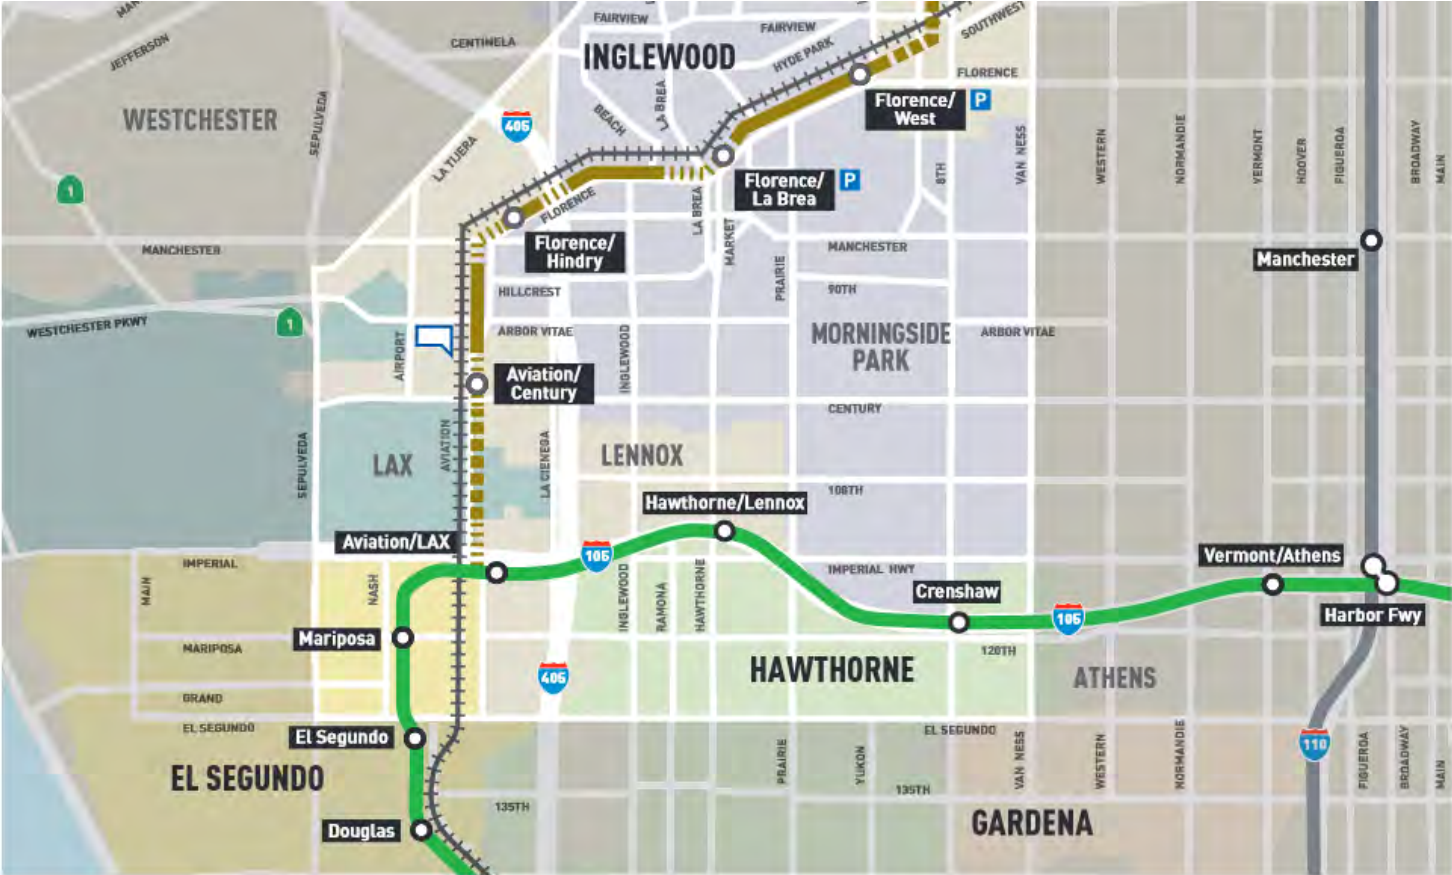 MAR
JEFFERSON
CENTINELA
FAIRVIEW
FAIRVIEW
SOUTHWEST
INGLEWOOD
HYDE PARK
FLORENCE
WESTCHESTER
SEPULVEDA
405
BEACH
LA BREA
Florence/
West
P
LA TIJERA
8TH
VAN NESS
WESTERN
NORMANDIE
VERMONT
HOOVER
FIGUEROA
BROADWAY
MAIN
1
FLORENCE
Florence/
La Brea
P
LA BREA
MARKET
MANCHESTER
Florence/
Hindry
MANCHESTER
PRAIRIE
Manchester
HILLCREST
90TH
WESTCHESTER PKWY
1
AIRPORT
ARBOR VITAE
INGLEWOOD
MORNINGSIDE
PARK
ARBOR VITAE
Aviation/
Century
CENTURY
SEPULVEDA
LAX
AVIATION
LA CIENEGA
LENNOX
108TH
Hawthorne/Lennox
Aviation/LAX
105
IMPERIAL
IMPERIAL HWY
Vermont/Athens
MAIN
NASH
INGLEWOOD
RAMONA
HAWTHORNE
Crenshaw
105
Harbor Fwy
Mariposa
MARIPOSA
120TH
405
HAWTHORNE
ATHENS
GRAND
EL SEGUNDO
El Segundo
EL SEGUNDO
110
EL SEGUNDO
PRAIRIE
YUKON
VAN NESS
WESTERN
NORMANDIE
FIGUEROA
BROADWAY
MAIN
135TH
135TH
Douglas
GARDENA